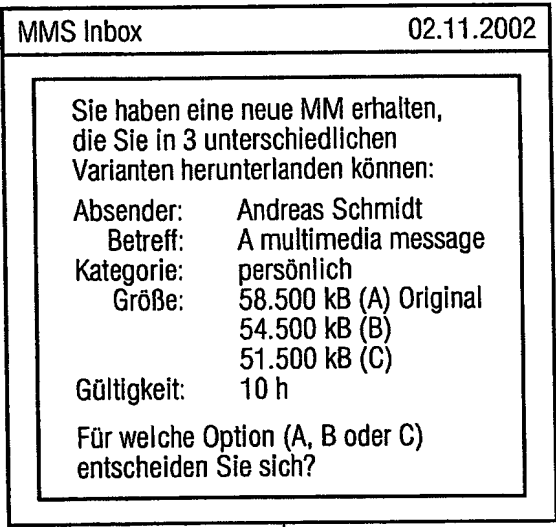 MMS Inbox 02.11.2002
Sie haben eine neue MM erhalten,
die Sie in 3 unterschiedlichen
Varianten herunterlanden können:
Absender: Andreas Schmidt
Betreff: A multimedia message
Kategorie: persönlich
Größe: 58.500 kB (A) Original
54.500 kB (B)
51.500 kB (C)
Gültigkeit: 10 h
Für welche Option (A, B oder C)
entscheiden Sie sich?